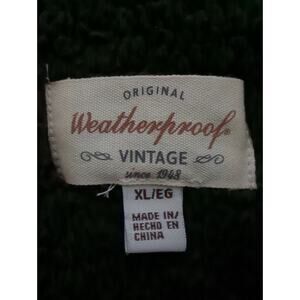 ORIGINAL
Weatherproof®
VINTAGE
since 1948
XL/EG
MADE IN/
HECHO EN
CHINA